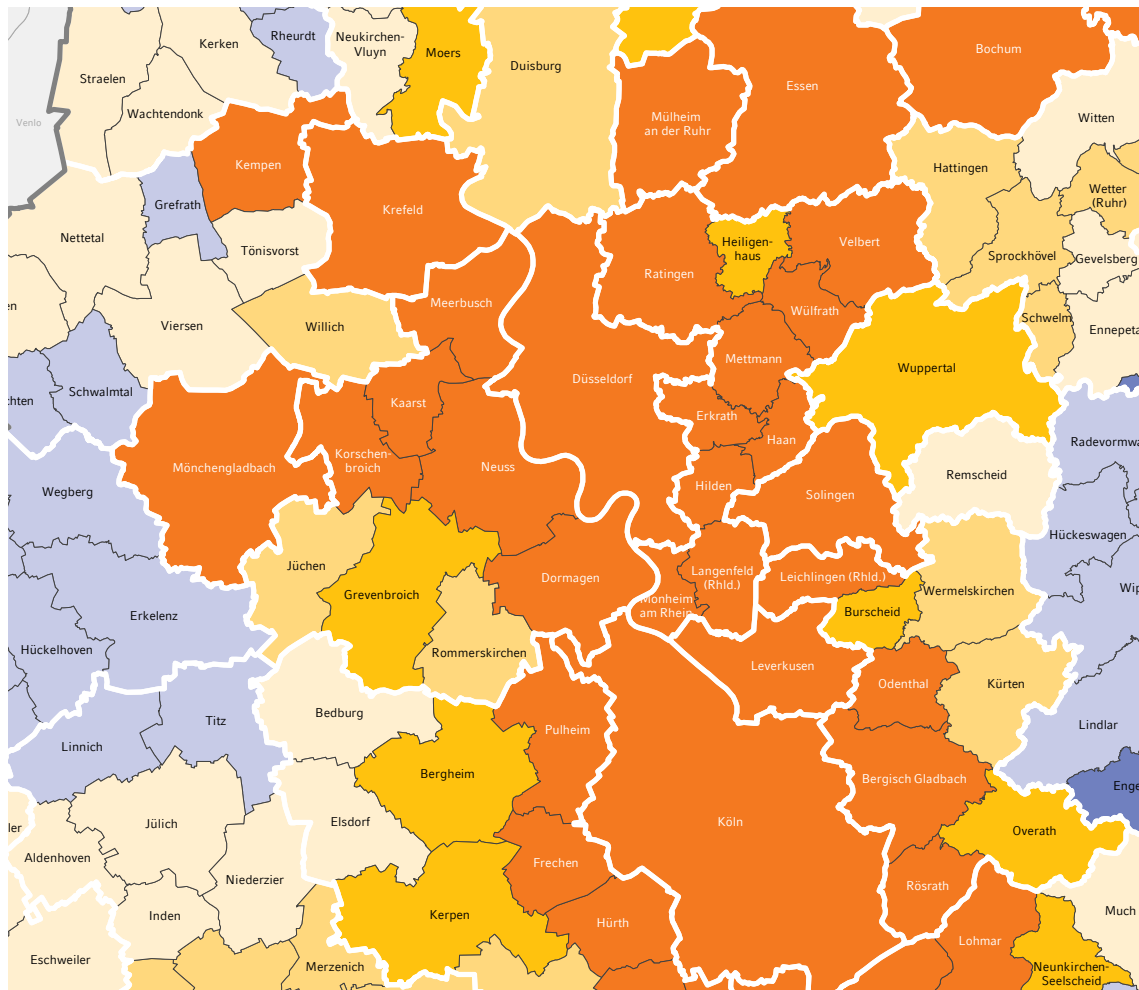 Rheurdt
Kerken
Neukirchen-
Vluyn
Moers
Duisburg
Bochum
Straelen
Essen
Wachtendonk
Venlo
Mülheim
an der Ruhr
Witten
Kempen
Hattingen
Wetter
(Ruhr)
Grefrath
Krefeld
Nettetal
Tönisvorst
Heiligen-
haus
Velbert
Sprockhövel
Gevelsberg
Ratingen
en
Meerbusch
Wülfrath
Schwelm
Viersen
Willich
Ennepeta
Mettmann
Wuppertal
Düsseldorf
Schwalmtal
chten
Kaarst
Erkrath
Haan
Radevormwa
Korschen-
broich
Mönchengladbach
Neuss
Remscheid
Hilden
Solingen
Wegberg
Hückeswagen
Jüchen
Dormagen
Langenfeld
(Rhld.)
Leichlingen (Rhld.)
Wip
Wermelskirchen
Grevenbroich
Monheim
am Rhein
Burscheid
Erkelenz
Hückelhoven
Rommerskirchen
Leverkusen
Odenthal
Kürten
Bedburg
Titz
Lindlar
Pulheim
Linnich
Bergheim
Bergisch Gladbach
Enge
Elsdorf
Köln
Jülich
ler
Overath
Aldenhoven
Frechen
Niederzier
Rösrath
Inden
Kerpen
Hürth
Much
Lohmar
Eschweiler
Merzenich
Neunkirchen-
Seelscheid